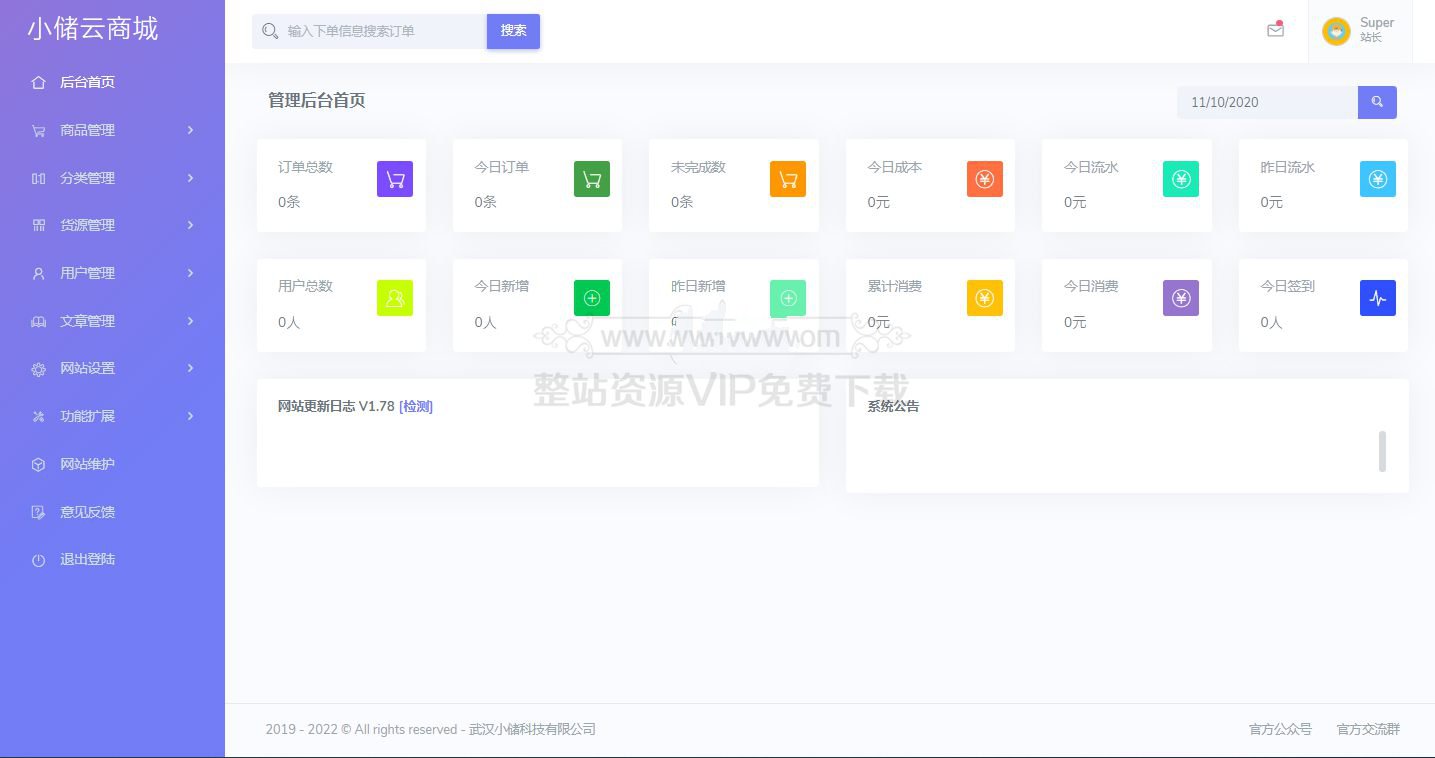 小储云商城
输入下单信息搜索订单
搜索
Super
站长
后台首页
商品管理
分类管理
货源管理
用户管理
文章管理
网站设置
功能扩展
网站维护
意见反馈
退出登陆
管理后台首页
11/10/2020
订单总数
0条
今日订单
0条
未完成数
0条
今日成本
0元
今日流水
0元
昨日流水
0元
用户总数
0人
今日新增
0人
昨日新增
累计消费
0元
今日消费
0元
今日签到
0人
整站资源VIP免费下载
网站更新日志 V1.78 [检测]
系统公告
2019 - 2022 © All rights reserved - 武汉小储科技有限公司
官方公众号
官方交流群